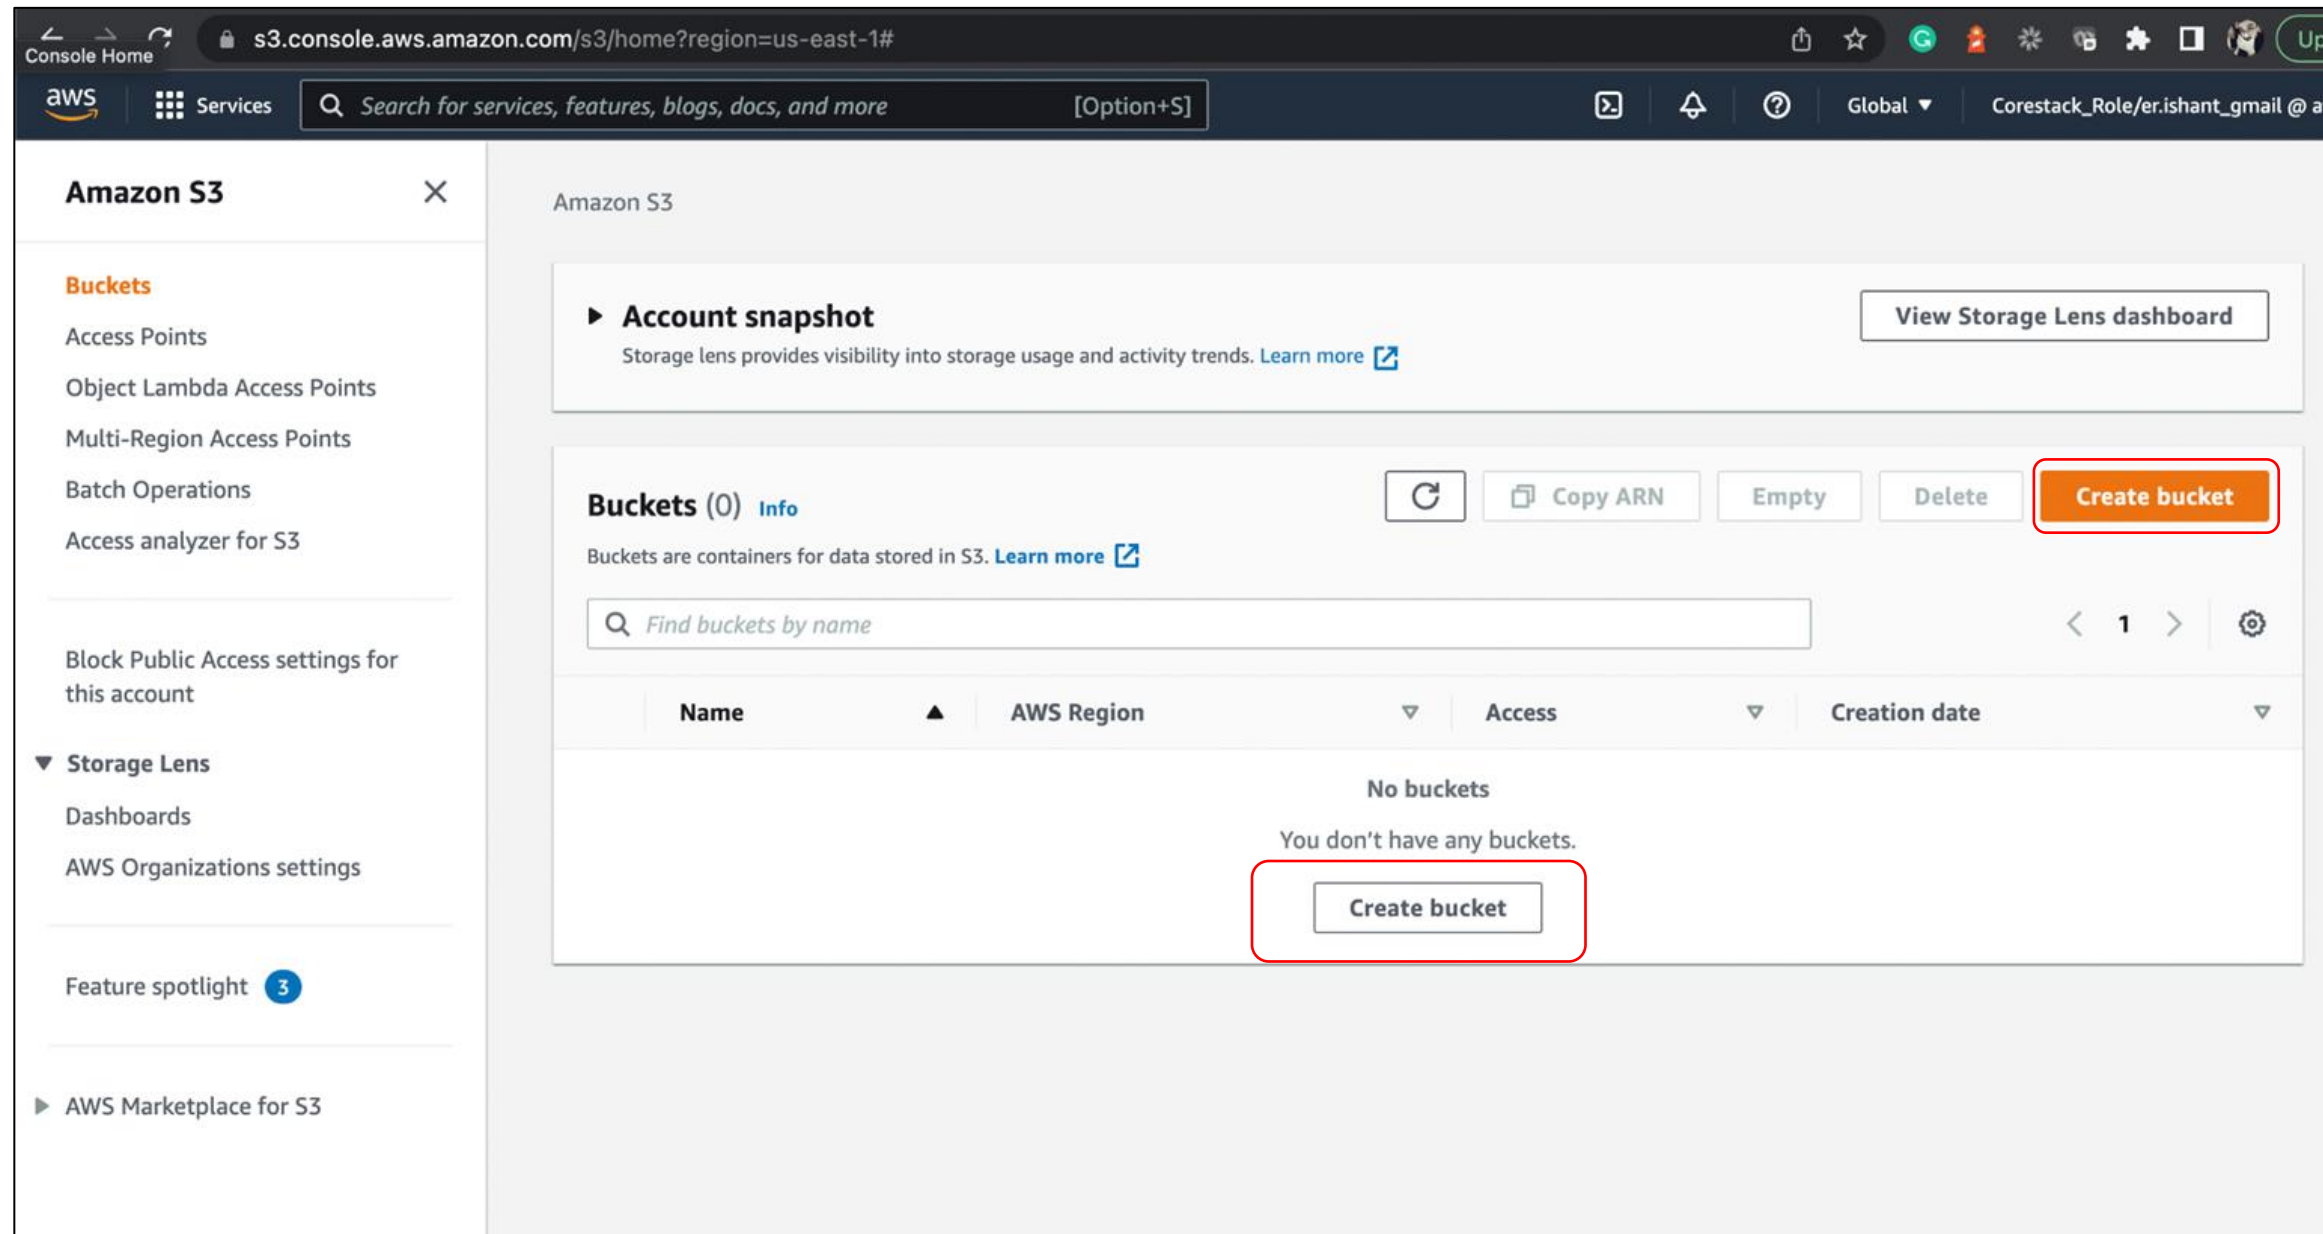 Console Home
s3.console.aws.amazon.com/s3/home?region=us-east-1#
Up
aws
Services
Search for services, features, blogs, docs, and more
[Option+S]
Global
Corestack_Role/er.ishant_gmail @ a
Amazon S3
Buckets
Access Points
Object Lambda Access Points
Multi-Region Access Points
Batch Operations
Access analyzer for S3
Block Public Access settings for
this account
Storage Lens
Dashboards
AWS Organizations settings
Feature spotlight 3
AWS Marketplace for S3
Amazon S3
Account snapshot
View Storage Lens dashboard
Storage lens provides visibility into storage usage and activity trends. Learn more
Buckets (0) Info
Copy ARN
Empty
Delete
Create bucket
Buckets are containers for data stored in S3. Learn more
Find buckets by name
1
Name
AWS Region
Access
Creation date
No buckets
You don't have any buckets.
Create bucket